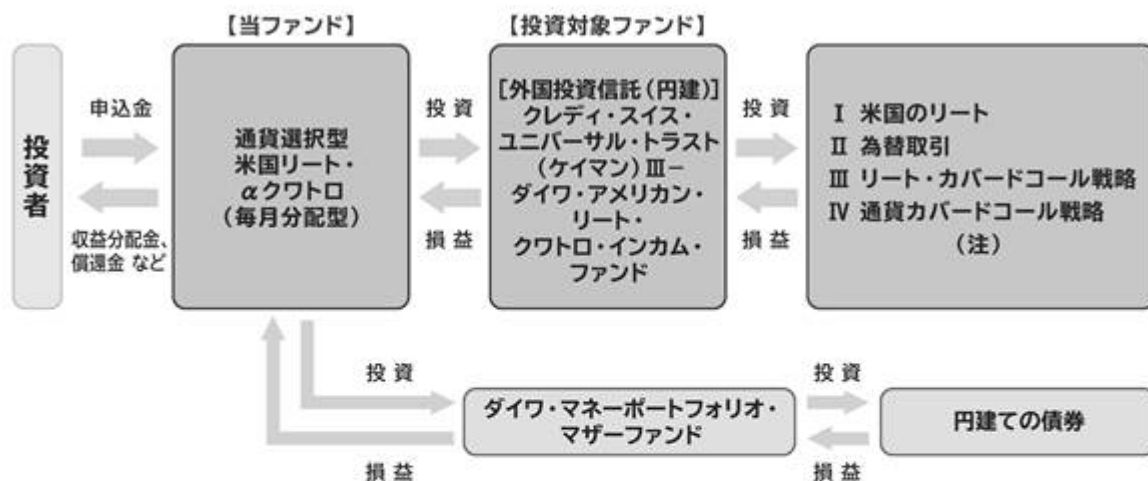 【当ファンド】
【投資対象ファンド】
投資者
申込金
収益分配金、
償還金 など
通貨選択型
米国リート・
αクワトロ
(毎月分配型)
投資
損益
[外国投資信託(円建)]
クレディ・スイス・
ユニバーサル・トラスト
(ケイマン)Ⅲ－
ダイワ・アメリカン・
リート・
クワトロ・インカム・
ファンド
投資
損益
Ⅰ 米国のリート
Ⅱ 為替取引
Ⅲ リート・カバードコール戦略
Ⅳ 通貨カバードコール戦略
(注)
投資
損益
ダイワ・マネーポートフォリオ・
マザーファンド
投資
損益
円建ての債券